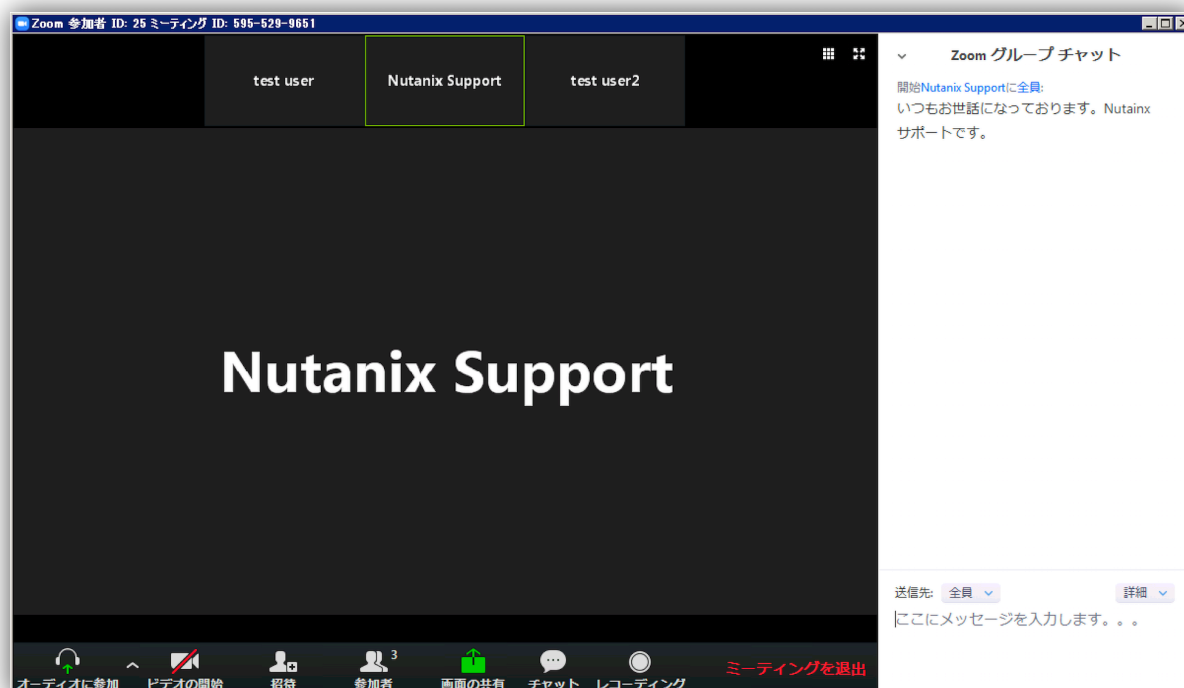 Zoom 参加者 ID: 25 ミーティング ID: 595-529-9651
test user
Nutanix Support
test user2
Nutanix Support
Zoom グループ チャット
開始Nutanix Supportに全員:
いつもお世話になっております。Nutainx
サポートです。
送信先: 全員
詳細
ここにメッセージを入力します。。。
オーディオに参加
ビデオの開始
招待
参加者
3
画面の共有
チャット
レコーディング
ミーティングを退出